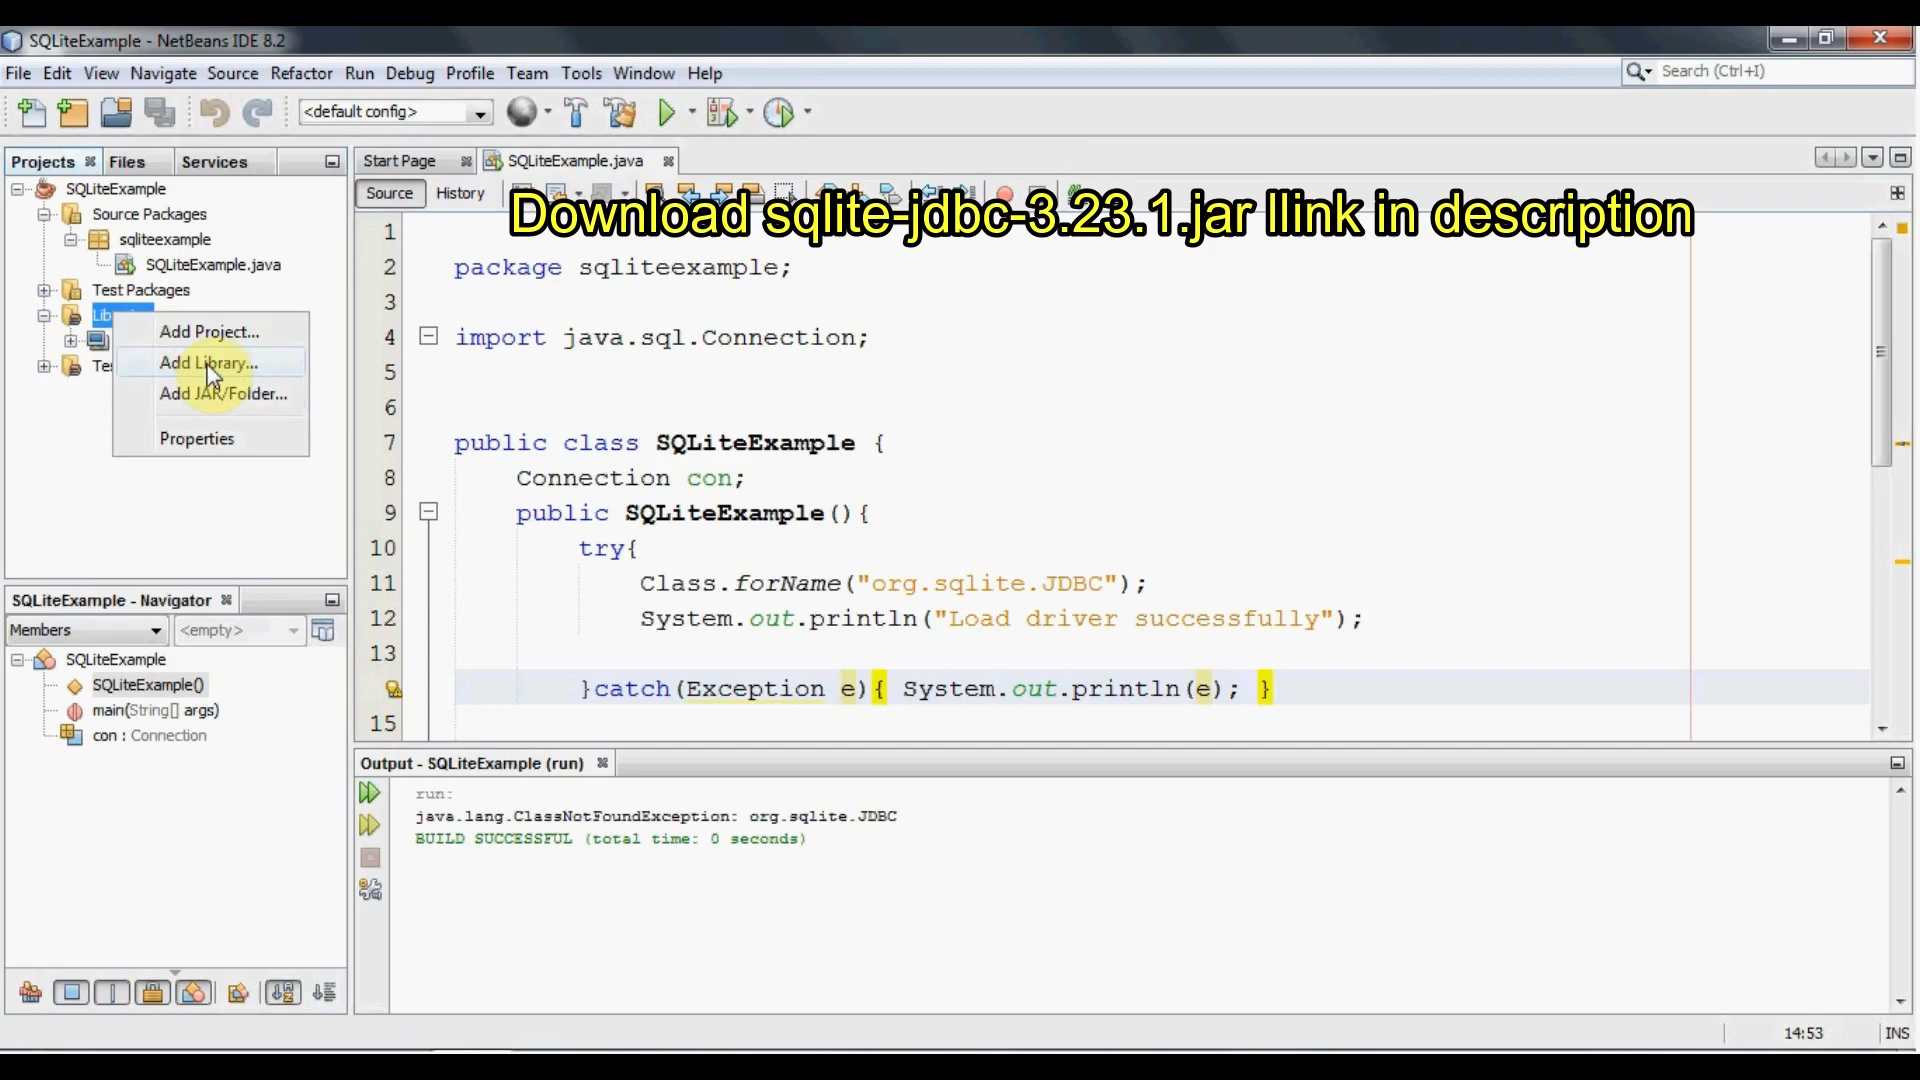 SQLiteExample - NetBeans IDE 8.2
File Edit View Navigate Source Refactor Run Debug Profile Team Tools Window Help
Search (Ctrl+I)
<default config>
Projects Files Services
Start Page SQLiteExample.java
Source History
Download sqlite-jdbc-3.23.1.jar llink in description
SQLiteExample
Source Packages
sqliteexample
SQLiteExample.java
Test Packages
Lib
Te
Add Project...
Add Library...
Add JAR/Folder...
Properties
1
2 package sqliteexample;
3
4 import java.sql.Connection;
5
6
7 public class SQLiteExample {
8 Connection con;
9 public SQLiteExample(){
10 try{
11 Class.forName("org.sqlite.JDBC");
12 System.out.println("Load driver successfully");
13
}catch(Exception e){ System.out.println(e); }
15
SQLiteExample - Navigator
Members <empty>
SQLiteExample
SQLiteExample()
main(String[] args)
con : Connection
Output - SQLiteExample (run)
run:
java.lang.ClassNotFoundException: org.sqlite.JDBC
BUILD SUCCESSFUL (total time: 0 seconds)
14:53 INS